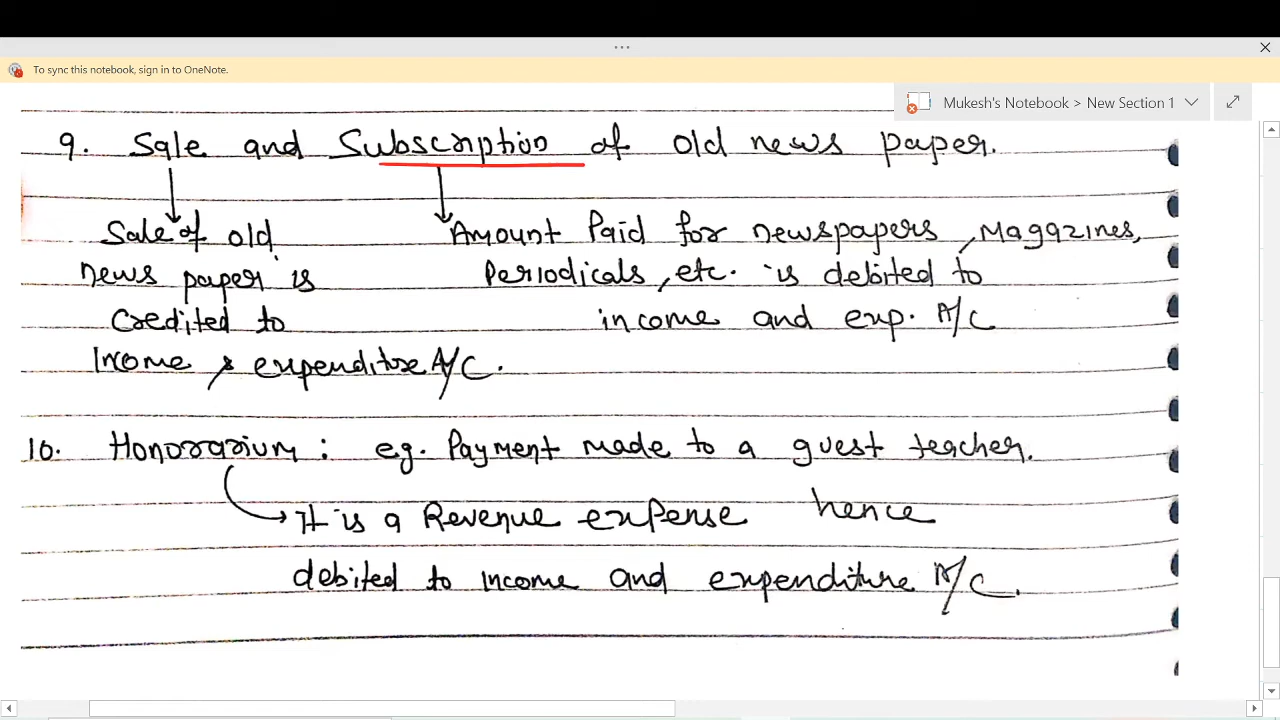 ...
To sync this notebook, sign in to OneNote.
Mukesh's Notebook > New Section 1
9. Sale and Subscription of old news paper.
Sale of old
news paper is
Credited to
Income & expenditure A/C.
Amount Paid for newspapers, Magazines,
Periodicals, etc. is debited to
income and exp. A/C
10. Honorarium : eg. Payment made to a guest teacher.
It is a Revenue expense hence
debited to income and expenditure A/C.